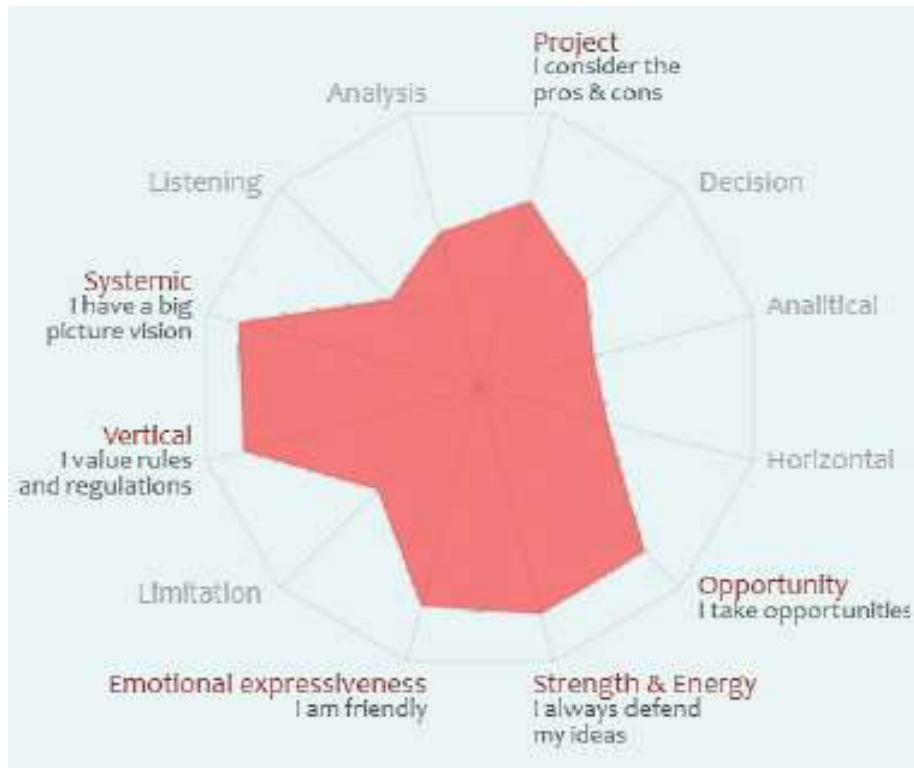 Project
I consider the
pros & cons
Analysis
Decision
Listening
Systemic
I have a big
picture vision
Analitical
Vertical
I value rules
and regulations
Horizontal
Limitation
Opportunity
I take opportunities
Emotional expressiveness
I am friendly
Strength & Energy
I always defend
my ideas